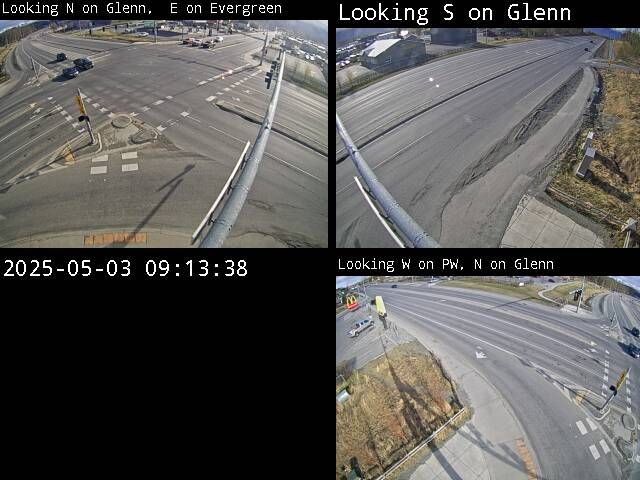 Looking N on Glenn,  E on Evergreen
Looking S on Glenn
2025-05-03 09:13:38
Looking W on PW, N on Glenn